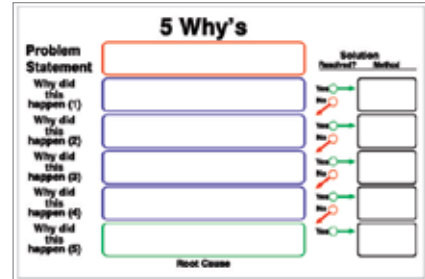 5 Why's
Problem
Statement
Solution
Resolved? Method
Why did
this
happen (1)
Yes
No
Why did
this
happen (2)
Yes
No
Why did
this
happen (3)
Yes
No
Why did
this
happen (4)
Yes
No
Why did
this
happen (5)
Yes
Root Cause